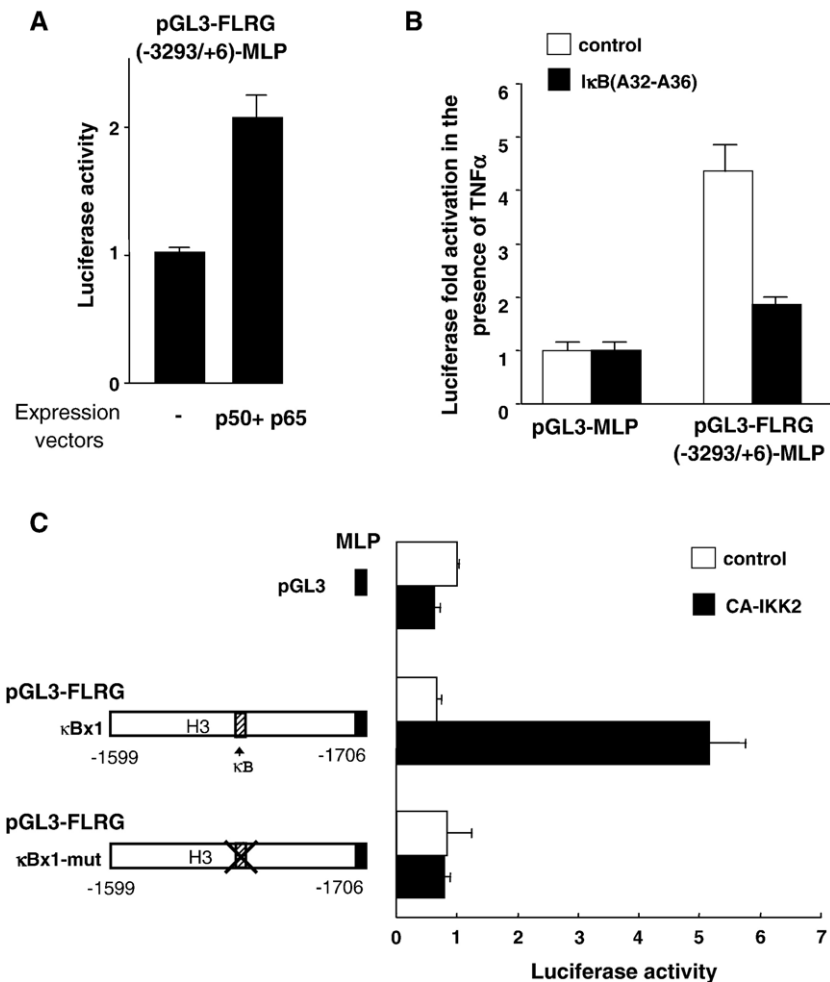 A
pGL3-FLRG
(-3293/+6)-MLP
Luciferase activity
2
1
0
Expression
vectors
-
p50+ p65
B
control
IκB(A32-A36)
Luciferase fold activation in the
presence of TNFα
6
5
4
3
2
1
0
pGL3-MLP
pGL3-FLRG
(-3293/+6)-MLP
C
MLP
pGL3
control
CA-IKK2
pGL3-FLRG
κBx1
H3
-1599
κB
-1706
pGL3-FLRG
κBx1-mut
H3
-1599
-1706
0 1 2 3 4 5 6 7
Luciferase activity